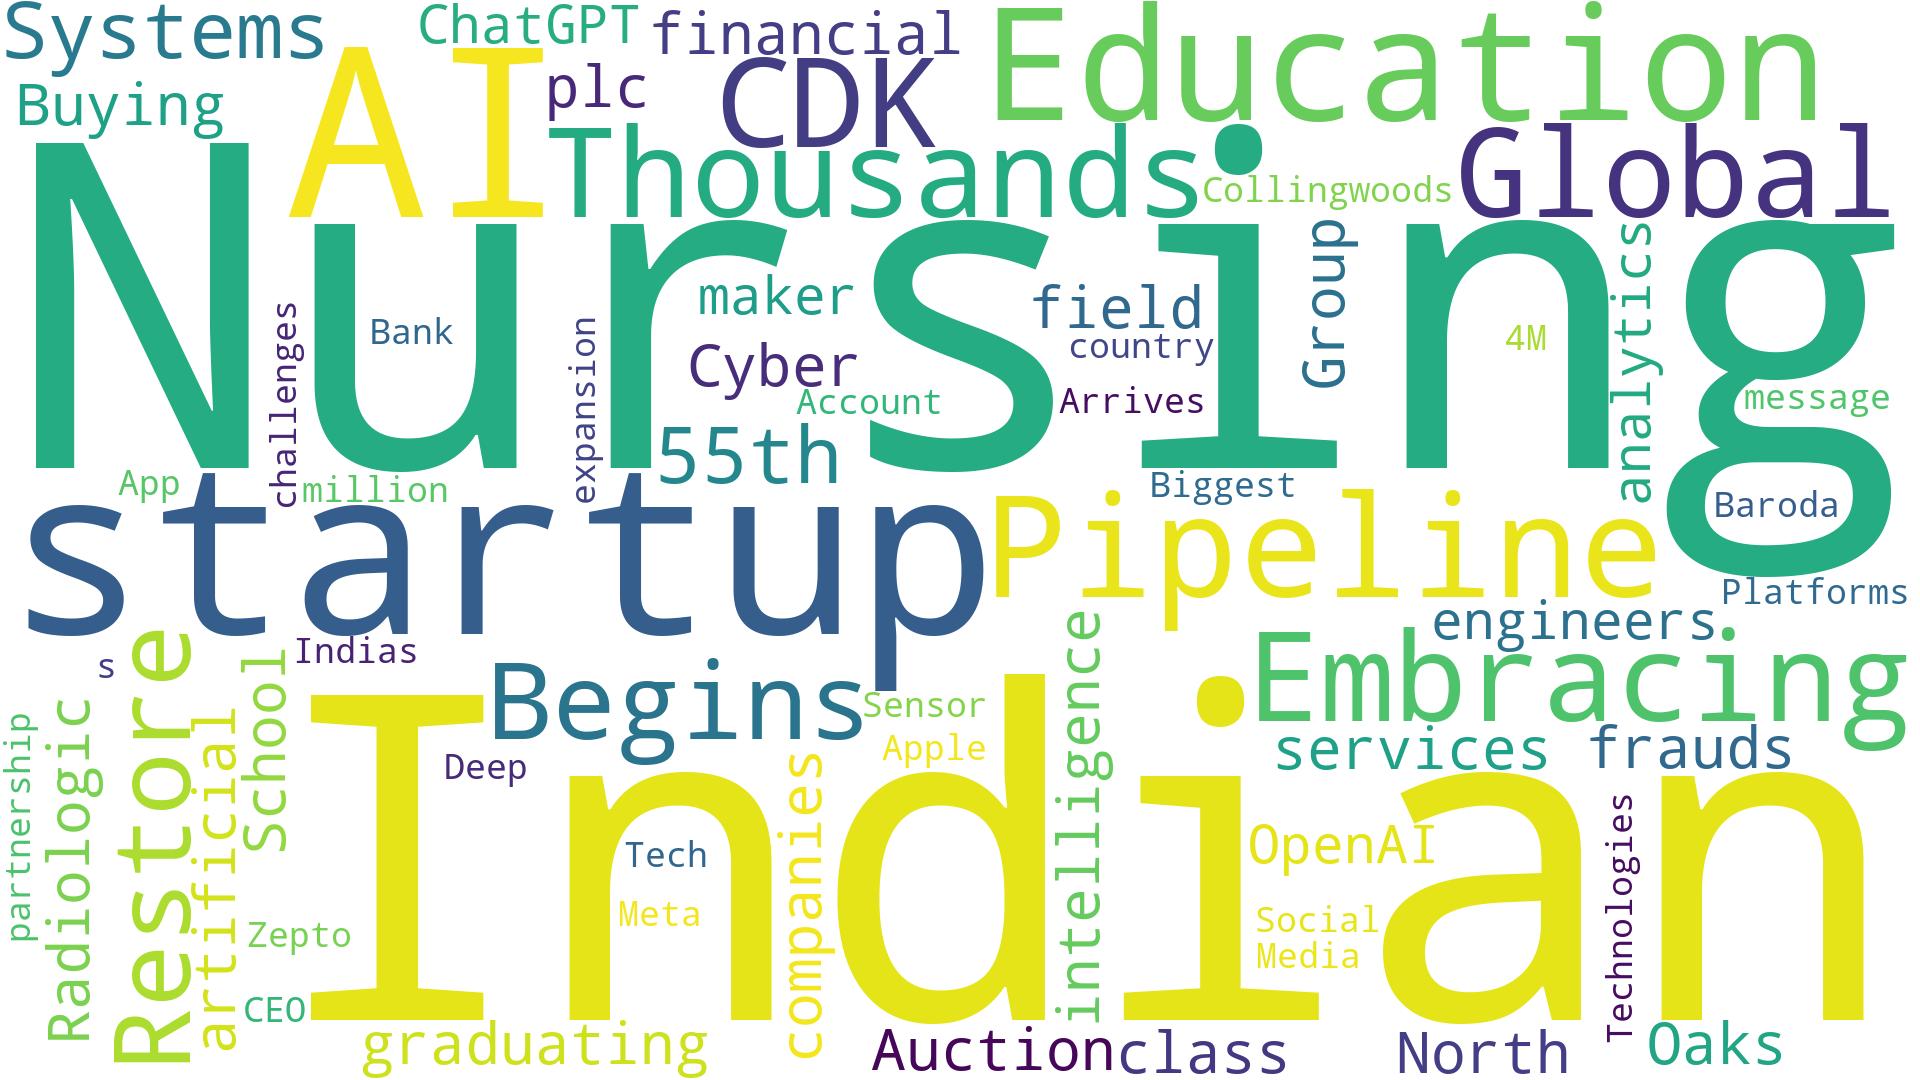 Systems
ChatGPT
financial
Education
Buying
AI
plc
CDK
Thousands
Collingwoods
Global
Nursing
challenges
Bank
expansion
maker
Cyber
Account
field
country
Arrives
Group
4M
analytics
message
55th
App
million
Biggest
Baroda
startup
Pipeline
Platforms
engineers
s
Indias
Begins
Sensor
Embracing
services
frauds
partnership
Radiologic
Restore
artificial
School
Deep
Apple
companies
intelligence
Indian
Tech
Meta
OpenAI
Social
Media
Technologies
Zepto
CEO
graduating
Auction
class
North
Oaks